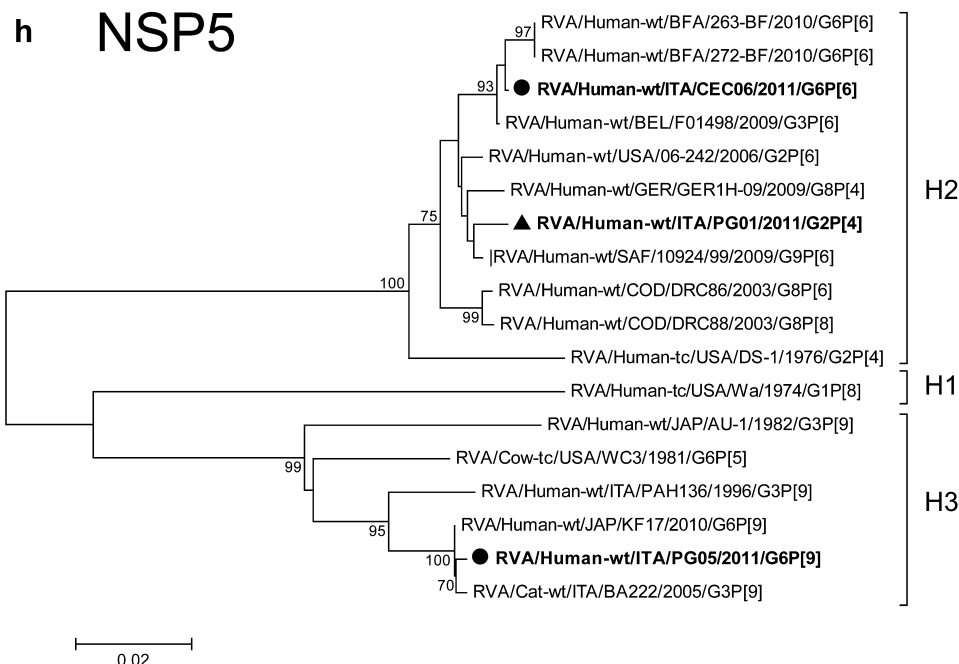 h NSP5
RVA/Human-wt/BFA/263-BF/2010/G6P[6]
97
RVA/Human-wt/BFA/272-BF/2010/G6P[6]
93
RVA/Human-wt/ITA/CEC06/2011/G6P[6]
RVA/Human-wt/BEL/F01498/2009/G3P[6]
RVA/Human-wt/USA/06-242/2006/G2P[6]
RVA/Human-wt/GER/GER1H-09/2009/G8P[4]
H2
75
RVA/Human-wt/ITA/PG01/2011/G2P[4]
RVA/Human-wt/SAF/10924/99/2009/G9P[6]
100
RVA/Human-wt/COD/DRC86/2003/G8P[6]
99
RVA/Human-wt/COD/DRC88/2003/G8P[8]
RVA/Human-tc/USA/DS-1/1976/G2P[4]
RVA/Human-tc/USA/Wa/1974/G1P[8]
H1
RVA/Human-wt/JAP/AU-1/1982/G3P[9]
99
RVA/Cow-tc/USA/WC3/1981/G6P[5]
RVA/Human-wt/ITA/PAH136/1996/G3P[9]
H3
95
RVA/Human-wt/JAP/KF17/2010/G6P[9]
100
RVA/Human-wt/ITA/PG05/2011/G6P[9]
70
RVA/Cat-wt/ITA/BA222/2005/G3P[9]
0.02